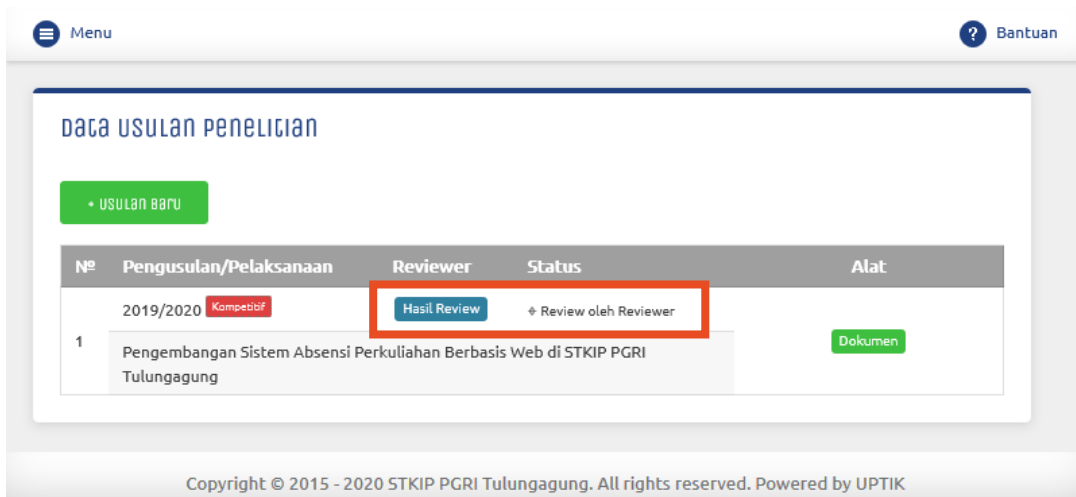 Menu
Bantuan
Data Usulan Penelitian
+ Usulan Baru
Nº Pengusulan/Pelaksanaan Reviewer Status Alat
2019/2020 Kompetitif Hasil Review Review oleh Reviewer
1
Pengembangan Sistem Absensi Perkuliahan Berbasis Web di STKIP PGRI
Tulungagung
Dokumen
Copyright © 2015 - 2020 STKIP PGRI Tulungagung. All rights reserved. Powered by UPTIK